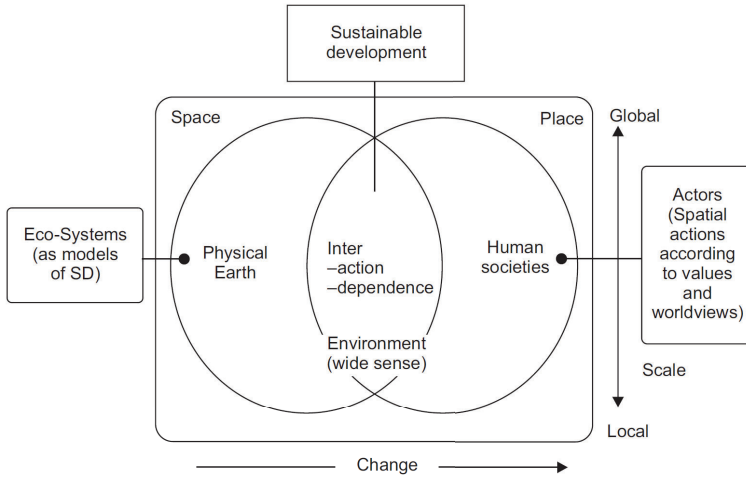 Sustainable
development
Space
Place
Global
Eco-Systems
(as models
of SD)
Physical
Earth
Inter
–action
–dependence
Human
societies
Actors
(Spatial
actions
according
to values
and
worldviews)
Environment
(wide sense)
Scale
Local
Change